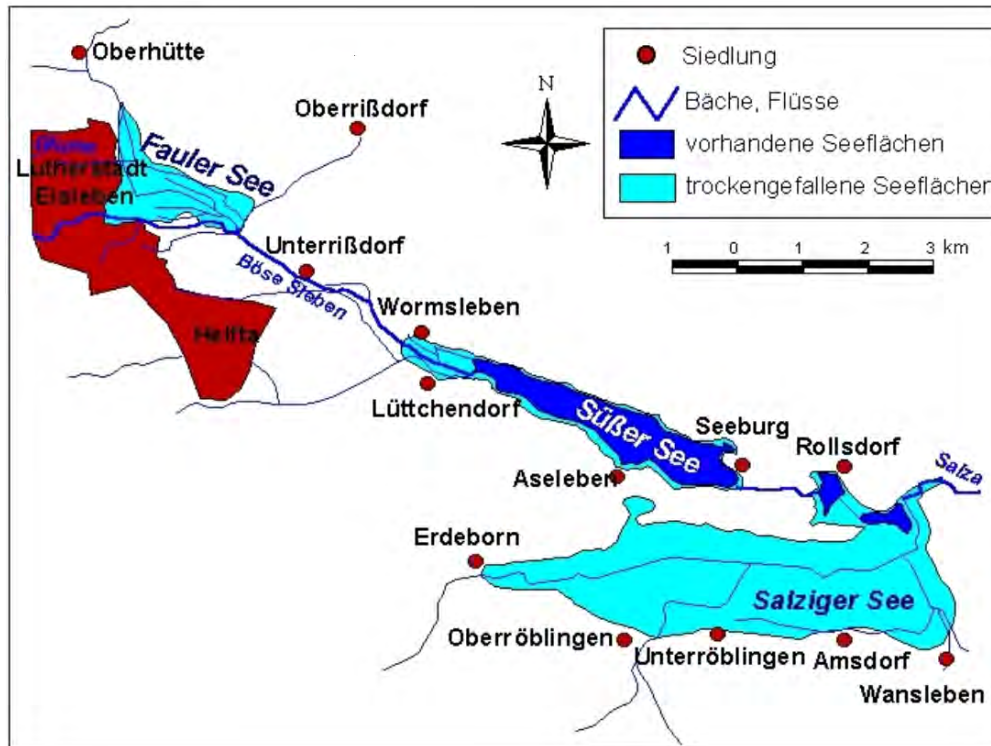 Oberhütte
Oberrißdorf
Fauler See
Lutherstadt
Eisleben
Unterrißdorf
Böse Sieben
Helfta
Wormsleben
Lüttchendorf
Süßer See
Seeburg
Aseleben
Rollsdorf
Salza
Erdeborn
Salziger See
Oberröblingen
Unterröblingen
Amsdorf
Wansleben
N
Siedlung
Bäche, Flüsse
vorhandene Seeflächen
trockengefallene Seeflächen
1 0 1 2 3 km